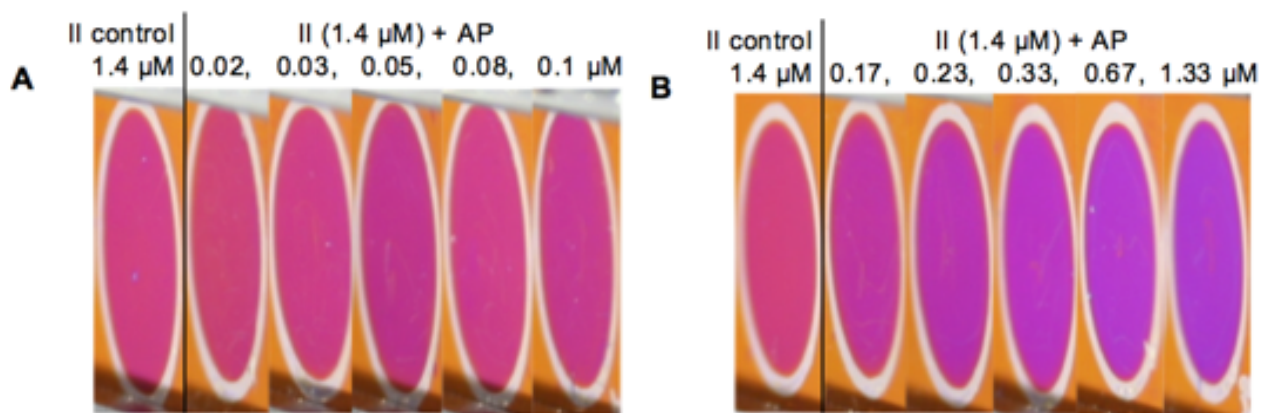 A
II control II (1.4 µM) + AP
1.4 µM 0.02, 0.03, 0.05, 0.08, 0.1 µM
B
II control II (1.4 µM) + AP
1.4 µM 0.17, 0.23, 0.33, 0.67, 1.33 µM